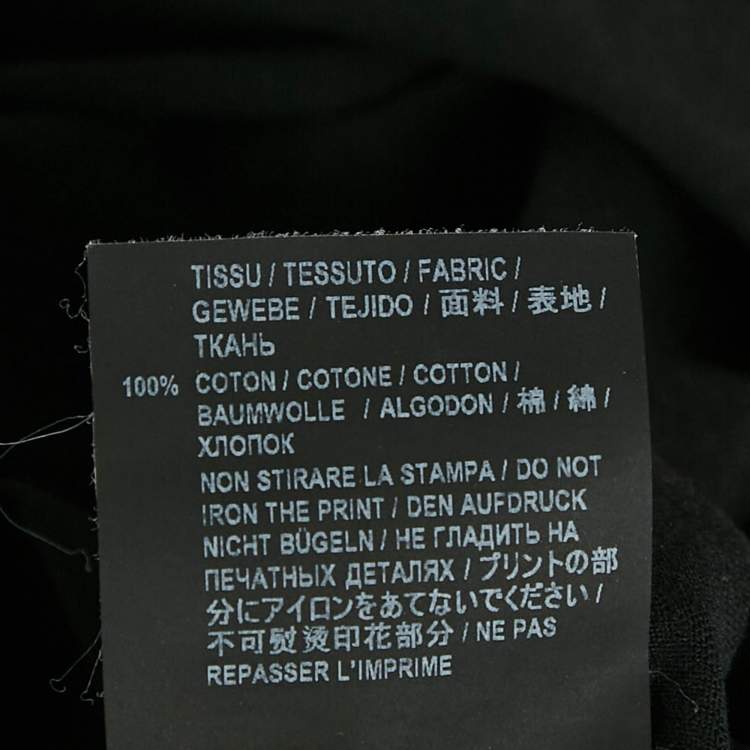 TISSU / TESSUTO / FABRIC /
GEWEBE / TEJIDO / 面料 / 表地 /
ТКАНЬ
100% COTON / COTONE / COTTON /
BAUMWOLLE / ALGODON / 棉 / 綿 /
ХЛОПОК
NON STIRARE LA STAMPA / DO NOT
IRON THE PRINT / DEN AUFDRUCK
NICHT BÜGELN / НЕ ГЛАДИТЬ НА
ПЕЧАТНЫХ ДЕТАЛЯХ / プリントの部
分にアイロンをあてないでください /
不可熨烫印花部分 / NE PAS
REPASSER L'IMPRIME